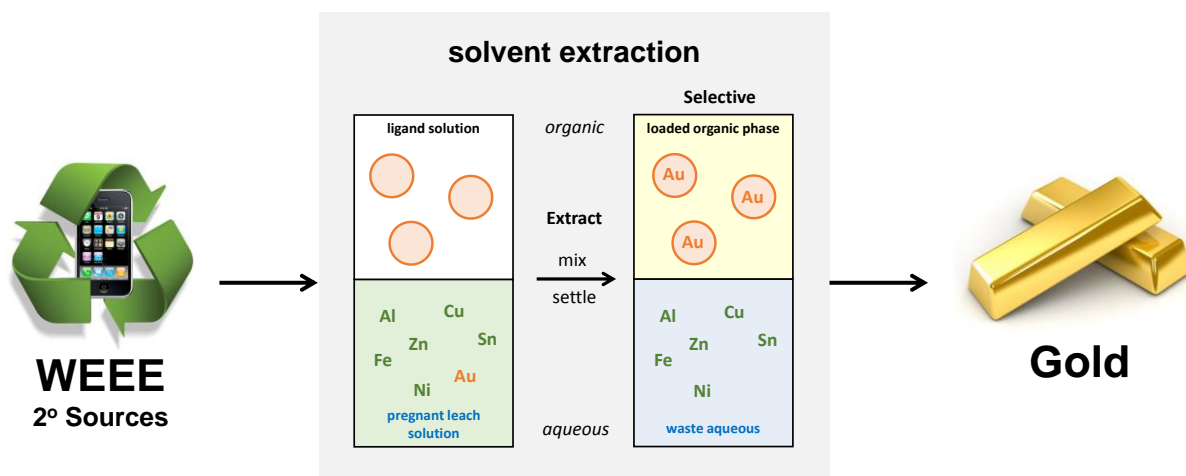 solvent extraction
Selective
ligand solution
organic
loaded organic phase
Au
Au
Au
Extract
mix
settle
Al
Cu
Zn
Sn
Fe
Au
Ni
pregnant leach
solution
aqueous
Al
Cu
Zn
Sn
Fe
Ni
waste aqueous
WEEE
2º Sources
Gold